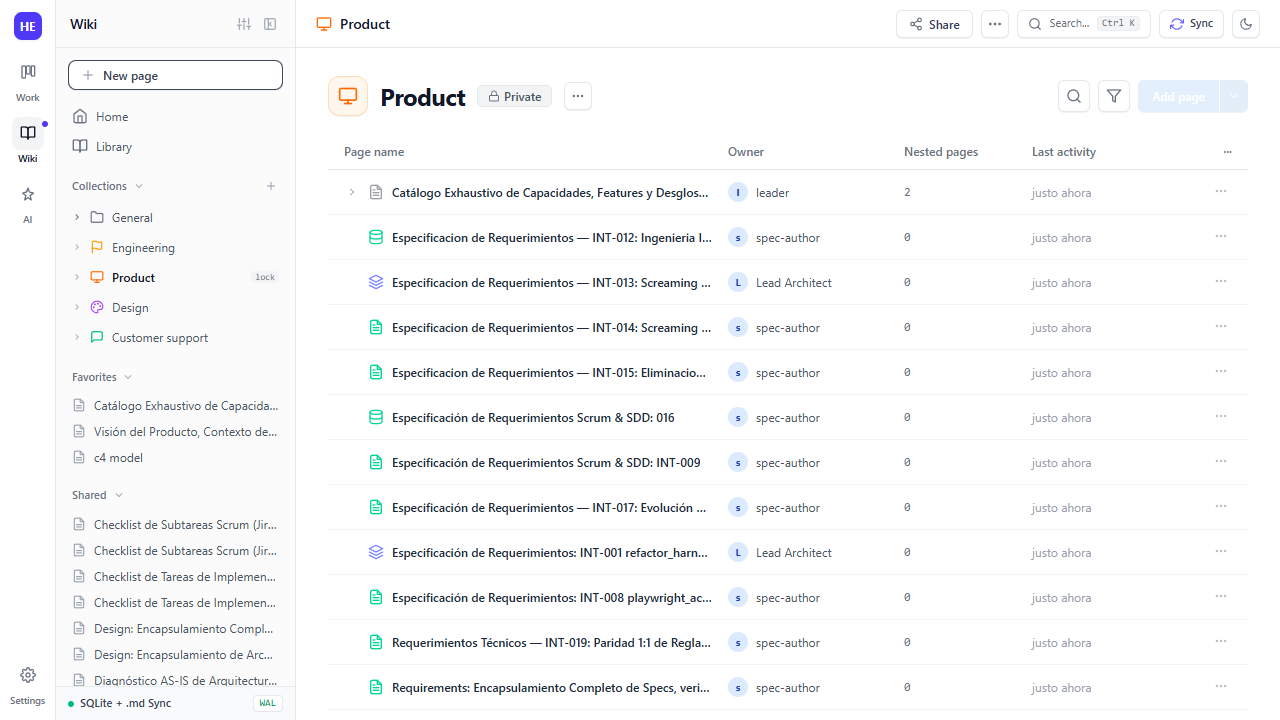 HE
Work
Wiki
AI
Settings
Wiki
New page
Home
Library
Collections
General
Engineering
Product
lock
Design
Customer support
Favorites
Catálogo Exhaustivo de Capacida...
Visión del Producto, Contexto de...
c4 model
Shared
Checklist de Subtareas Scrum (Jir...
Checklist de Subtareas Scrum (Jir...
Checklist de Tareas de Implemen...
Checklist de Tareas de Implemen...
Design: Encapsulamiento Compl...
Design: Encapsulamiento de Arc...
Diagnóstico AS-IS de Arquitectur...
SQLite + .md Sync
WAL
Product
Share
Search...
Ctrl K
Sync
Product
Private
Add page
Page name Owner Nested pages Last activity
Catálogo Exhaustivo de Capacidades, Features y Desglos... l leader 2 justo ahora
Especificacion de Requerimientos — INT-012: Ingenieria I... s spec-author 0 justo ahora
Especificacion de Requerimientos — INT-013: Screaming ... L Lead Architect 0 justo ahora
Especificacion de Requerimientos — INT-014: Screaming ... s spec-author 0 justo ahora
Especificacion de Requerimientos — INT-015: Eliminacio... s spec-author 0 justo ahora
Especificación de Requerimientos Scrum & SDD: 016 s spec-author 0 justo ahora
Especificación de Requerimientos Scrum & SDD: INT-009 s spec-author 0 justo ahora
Especificación de Requerimientos — INT-017: Evolución ... s spec-author 0 justo ahora
Especificación de Requerimientos: INT-001 refactor_harn... L Lead Architect 0 justo ahora
Especificación de Requerimientos: INT-008 playwright_ac... s spec-author 0 justo ahora
Requerimientos Técnicos — INT-019: Paridad 1:1 de Regla... s spec-author 0 justo ahora
Requirements: Encapsulamiento Completo de Specs, veri... s spec-author 0 justo ahora